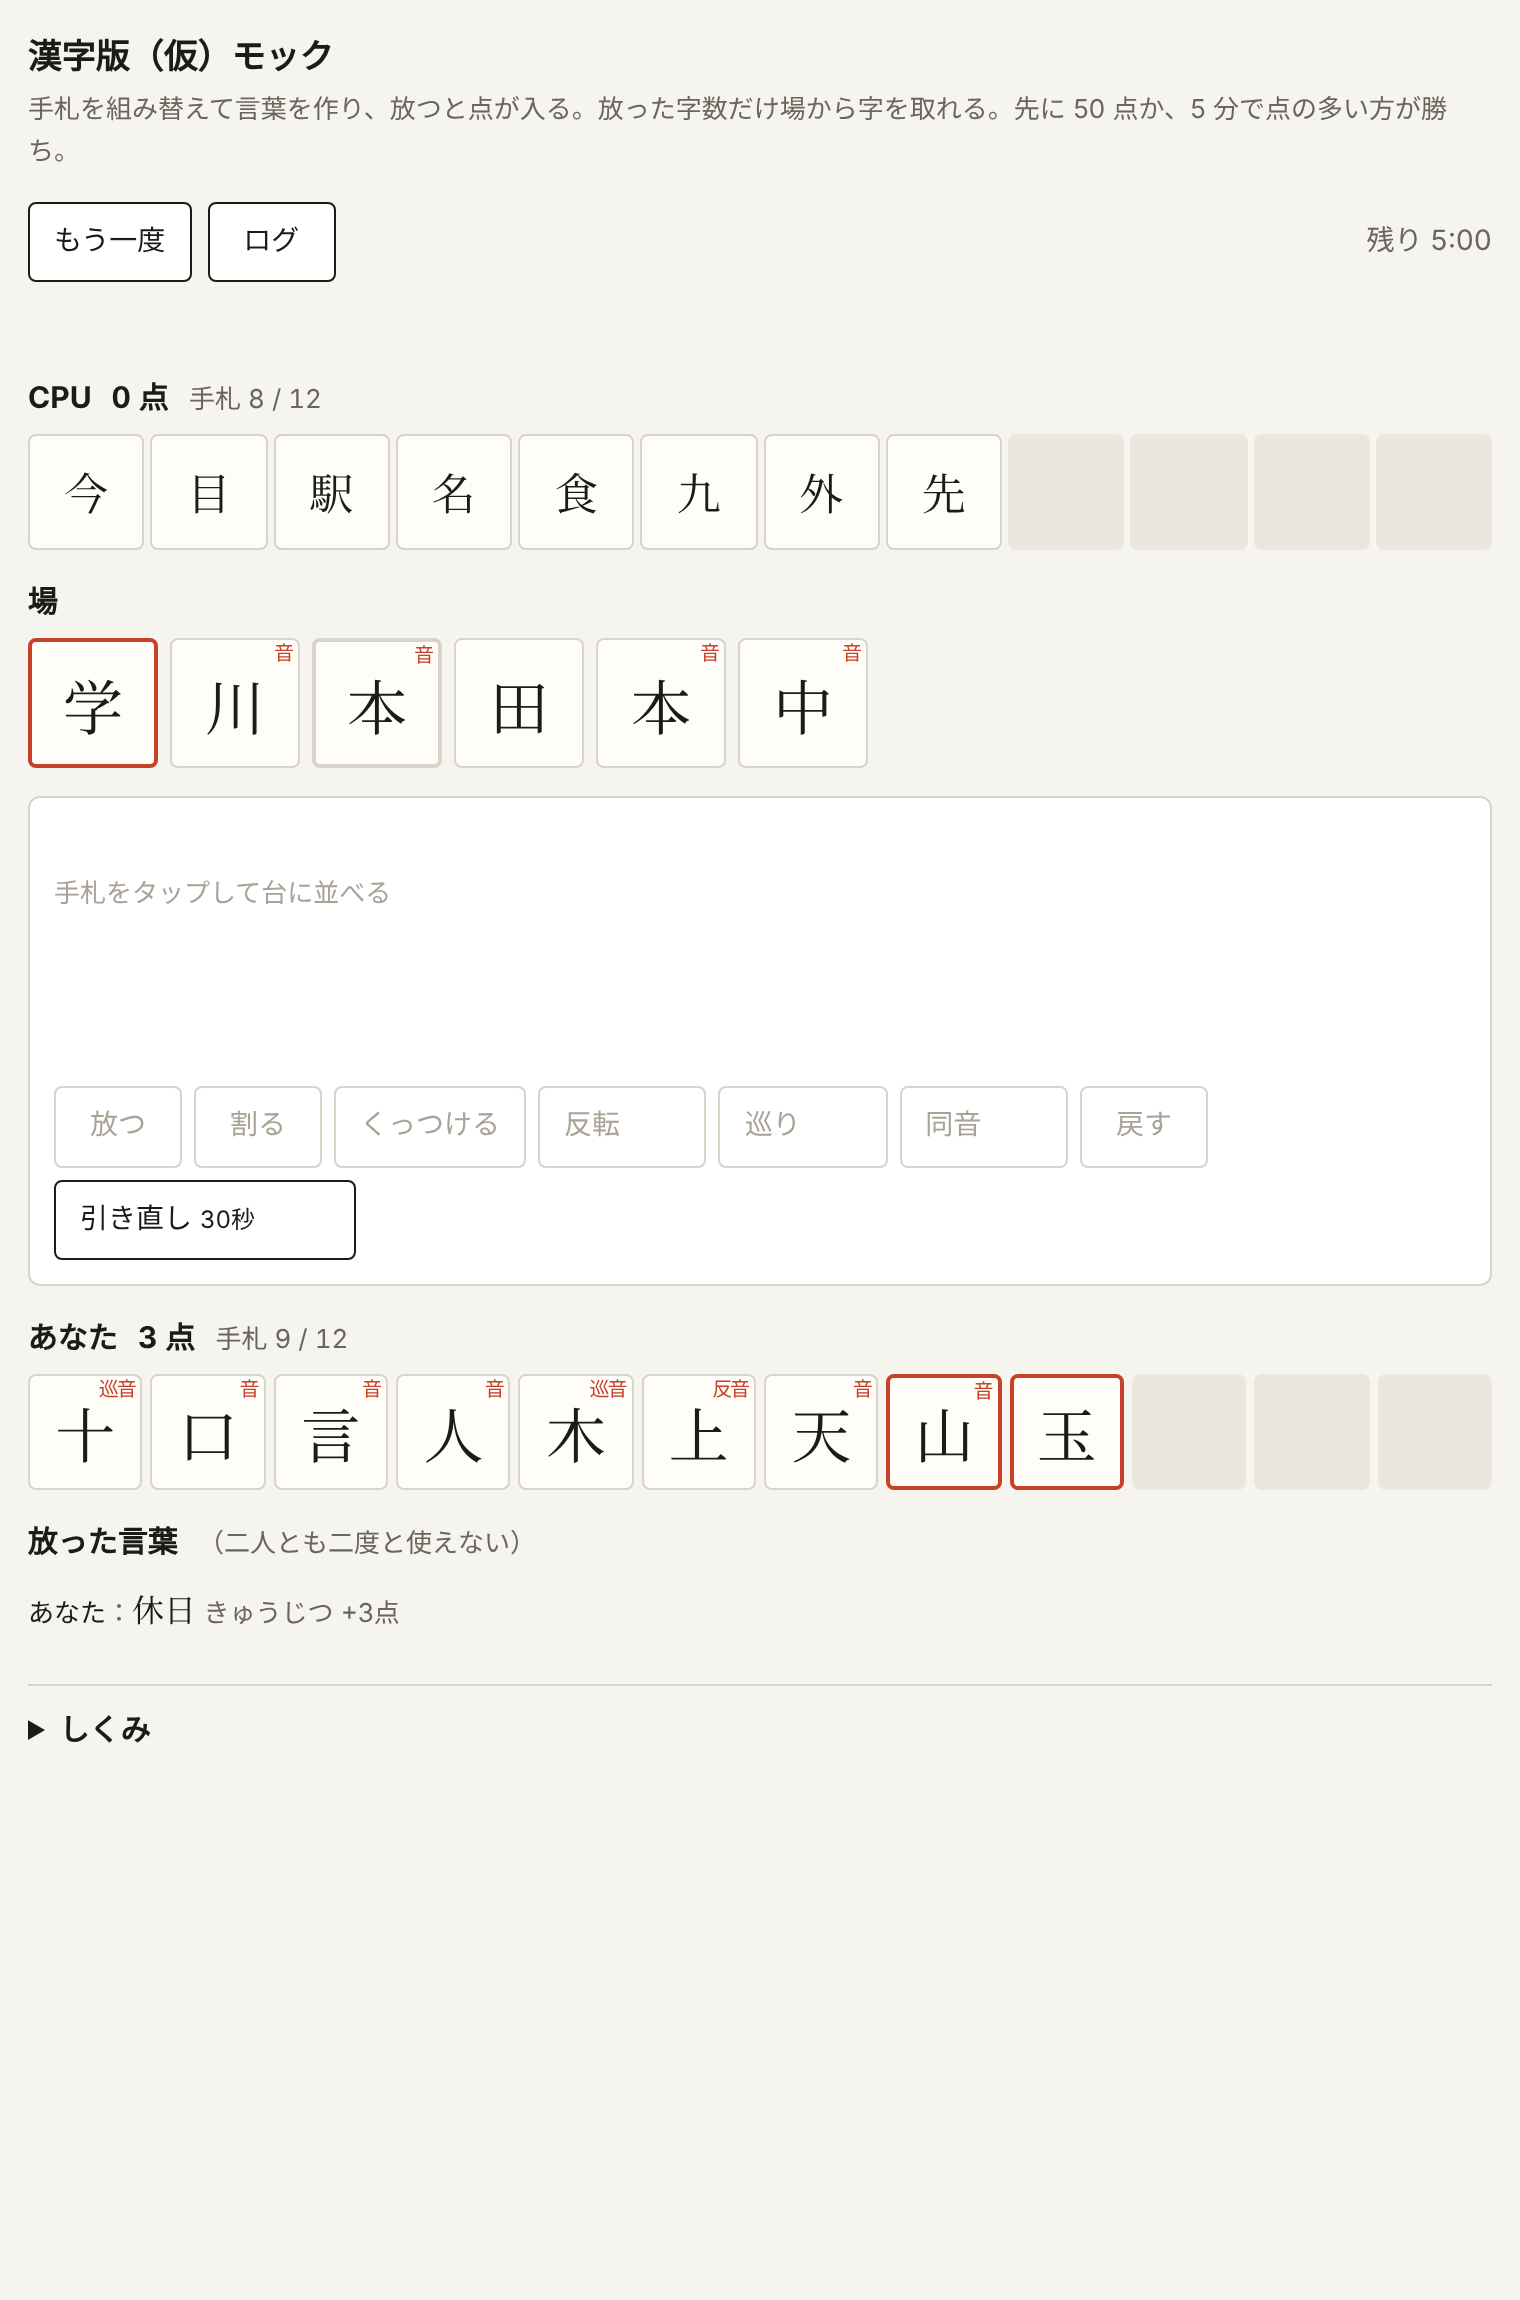 漢字版（仮）モック
手札を組み替えて言葉を作り、放つと点が入る。放った字数だけ場から字を取れる。先に 50 点か、5 分で点の多い方が勝
ち。
もう一度 ログ 残り 5:00
CPU 0 点 手札 8 / 12
今 目 駅 名 食 九 外 先
場
音 音 音 音
学 川 本 田 本 中
手札をタップして台に並べる
放つ 割る くっつける 反転 巡り 同音 戻す
引き直し 30秒
あなた 3 点 手札 9 / 12
巡音 音 音 音 巡音 反音 音 音
十 口 言 人 木 上 天 山 玉
放った言葉 （二人とも二度と使えない）
あなた：休日 きゅうじつ +3点
▶ しくみ